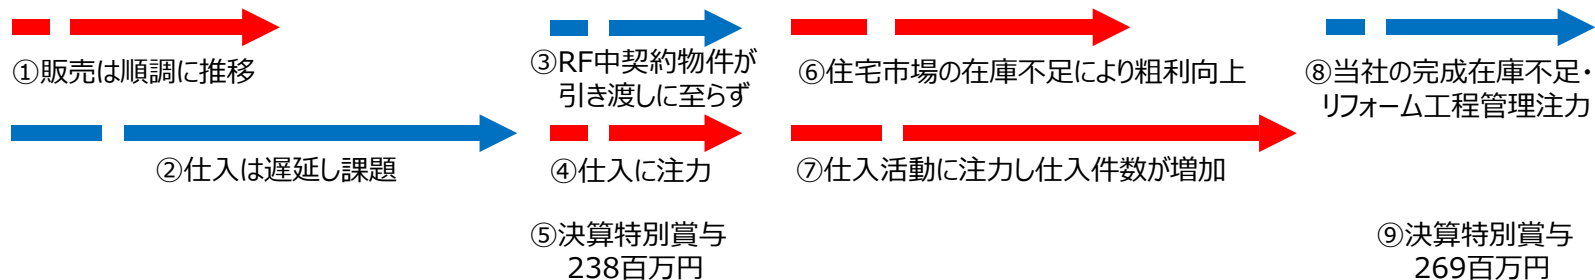 ①販売は順調に推移
②仕入は遅延し課題
③RF中契約物件が
引き渡しに至らず
④仕入に注力
⑤決算特別賞与
238百万円
⑥住宅市場の在庫不足により粗利向上
⑦仕入活動に注力し仕入件数が増加
⑧当社の完成在庫不足・
リフォーム工程管理注力
⑨決算特別賞与
269百万円